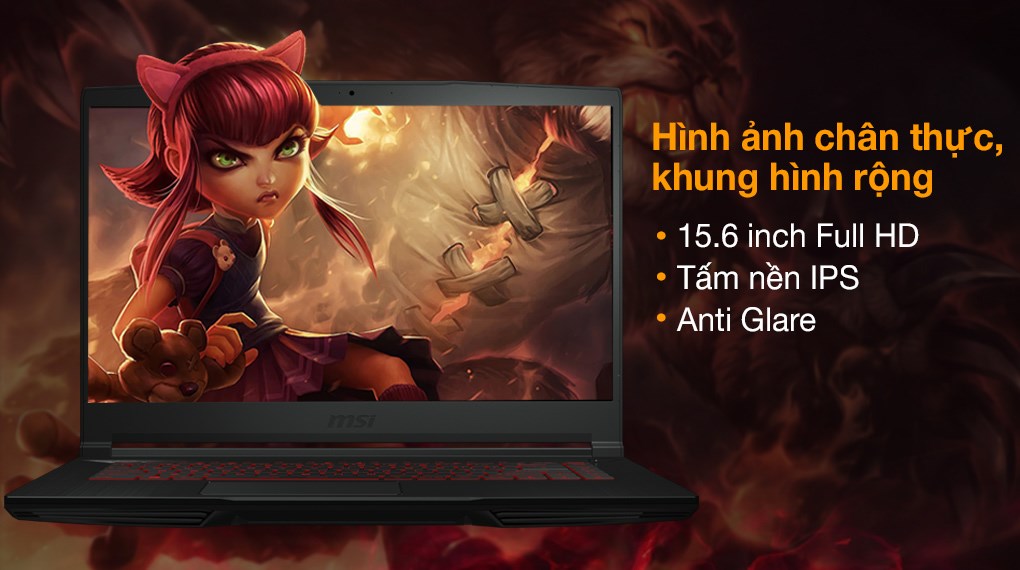 Hình ảnh chân thực,
khung hình rộng
• 15.6 inch Full HD
• Tấm nền IPS
• Anti Glare
msi